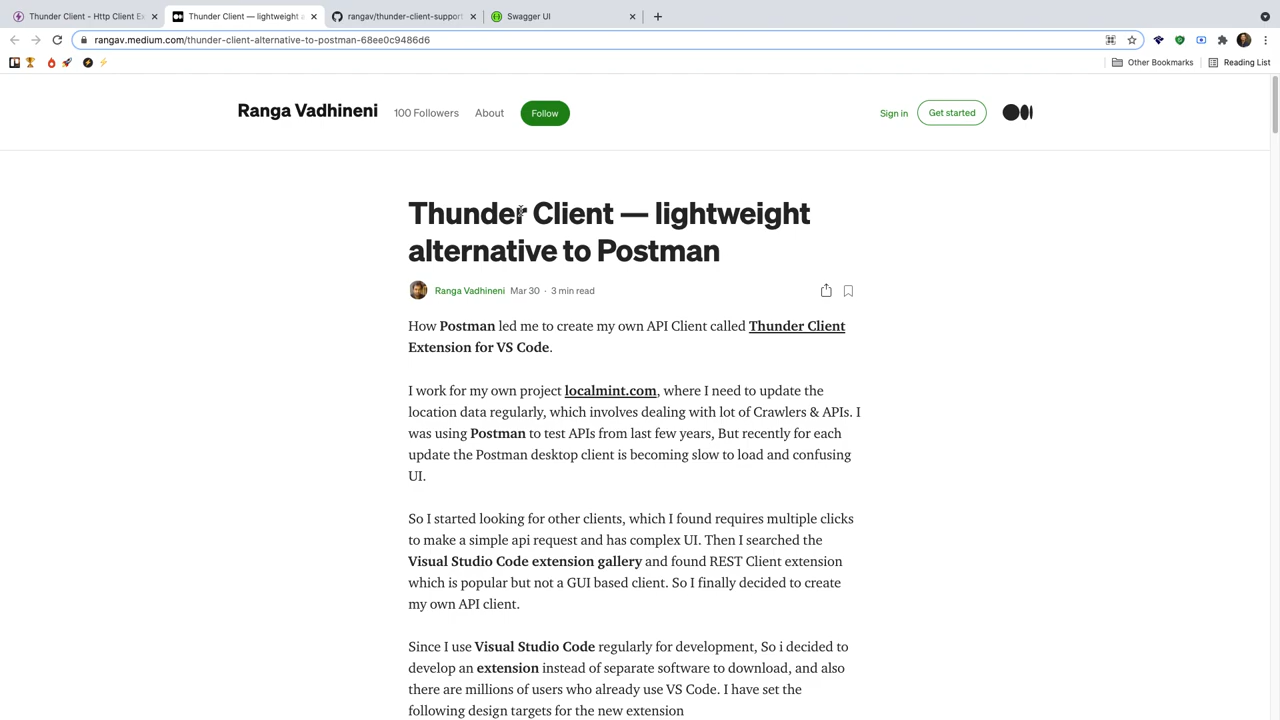 Thunder Client - Http Client Ex
Thunder Client — lightweight a
rangav/thunder-client-support
Swagger UI
rangav.medium.com/thunder-client-alternative-to-postman-68ee0c9486d6
Other Bookmarks
Reading List
Ranga Vadhineni
100 Followers
About
Follow
Sign in
Get started
Thunder Client — lightweight
alternative to Postman
Ranga Vadhineni Mar 30 · 3 min read
How Postman led me to create my own API Client called Thunder Client
Extension for VS Code.
I work for my own project localmint.com, where I need to update the
location data regularly, which involves dealing with lot of Crawlers & APIs. I
was using Postman to test APIs from last few years, But recently for each
update the Postman desktop client is becoming slow to load and confusing
UI.
So I started looking for other clients, which I found requires multiple clicks
to make a simple api request and has complex UI. Then I searched the
Visual Studio Code extension gallery and found REST Client extension
which is popular but not a GUI based client. So I finally decided to create
my own API client.
Since I use Visual Studio Code regularly for development, So i decided to
develop an extension instead of separate software to download, and also
there are millions of users who already use VS Code. I have set the
following design targets for the new extension